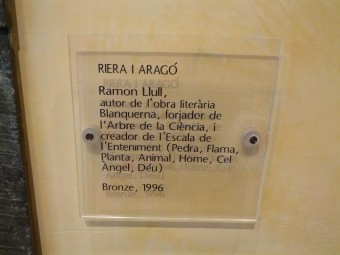 RIERA I ARAGÓ
Ramon Llull,
autor de l'obra literària
Blanquerna, forjador de
l'Arbre de la Ciència, i
creador de l'Escala de
l'Enteniment (Pedra, Flama,
Planta, Animal, Home, Cel
Àngel, Déu)
Bronze, 1996